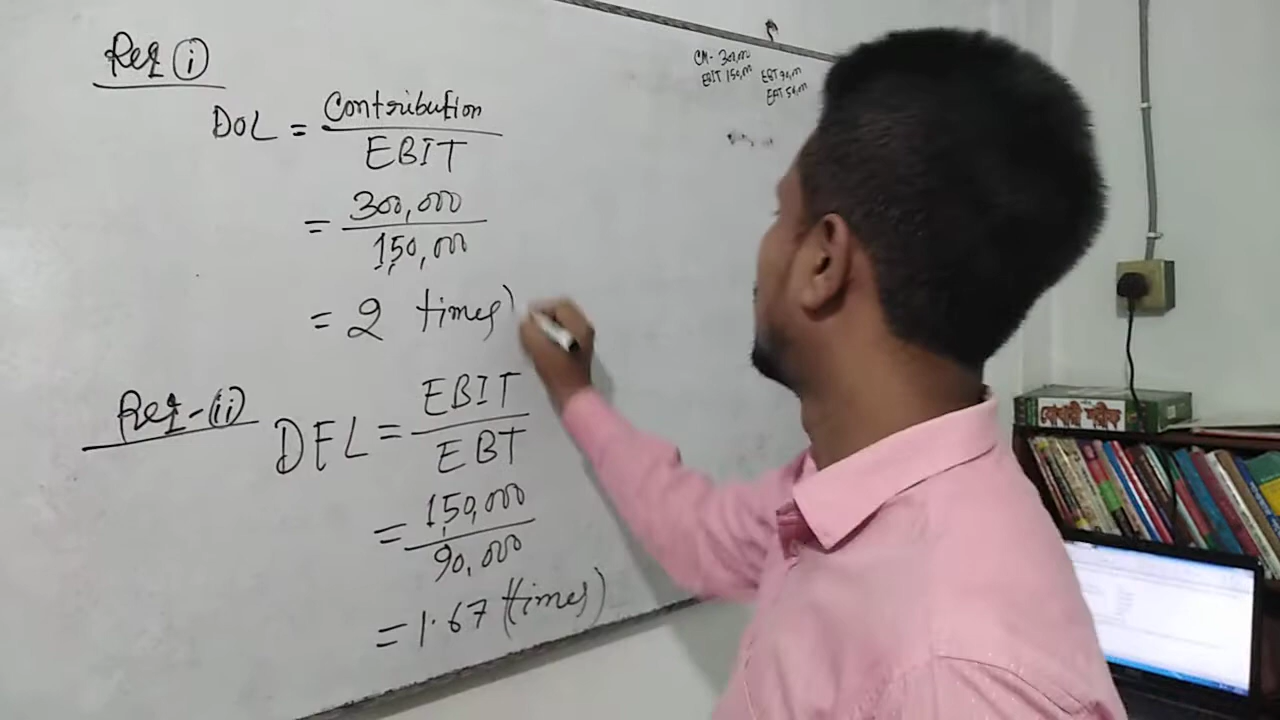 Req (i)
DOL = Contribution / EBIT
= 300,000 / 150,000
= 2 times)
Req-(ii) DFL = EBIT / EBT
= 150,000 / 90,000
= 1.67 (times)
CM- 300,000
EBIT 150,000 EBT 90,000
EAT 54,000